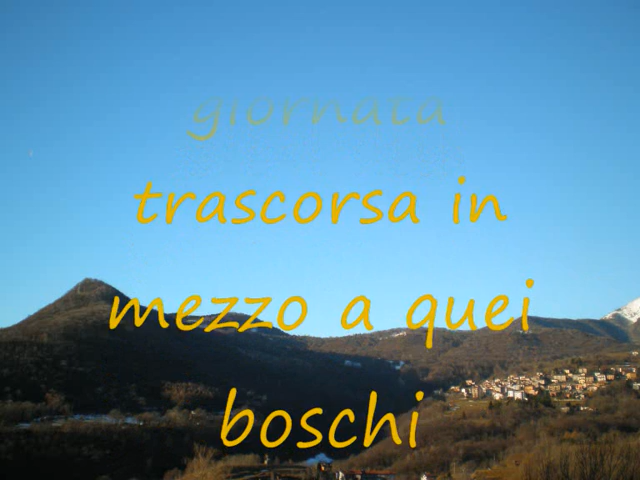 giornata
trascorsa in
mezzo a quei
boschi